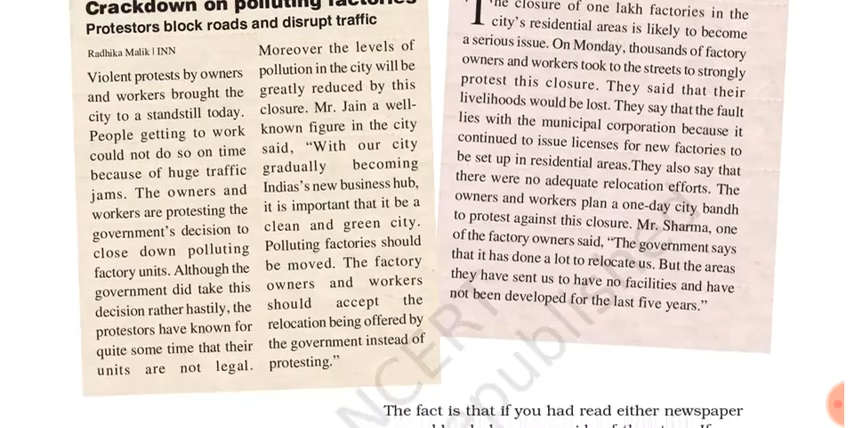 Crackdown on polluting factories
Protestors block roads and disrupt traffic
Radhika Malik I INN
Violent protests by owners
and workers brought the
city to a standstill today.
People getting to work
could not do so on time
because of huge traffic
jams. The owners and
workers are protesting the
government's decision to
close down polluting
factory units. Although the
government did take this
decision rather hastily, the
protestors have known for
quite some time that their
units are not legal.
Moreover the levels of
pollution in the city will be
greatly reduced by this
closure. Mr. Jain a well-
known figure in the city
said, “With our city
gradually becoming
Indias's new business hub,
it is important that it be a
clean and green city.
Polluting factories should
be moved. The factory
owners and workers
should accept the
relocation being offered by
the government instead of
protesting.”
The closure of one lakh factories in the
city's residential areas is likely to become
a serious issue. On Monday, thousands of factory
owners and workers took to the streets to strongly
protest this closure. They said that their
livelihoods would be lost. They say that the fault
lies with the municipal corporation because it
continued to issue licenses for new factories to
be set up in residential areas.They also say that
there were no adequate relocation efforts. The
owners and workers plan a one-day city bandh
to protest against this closure. Mr. Sharma, one
of the factory owners said, “The government says
that it has done a lot to relocate us. But the areas
they have sent us to have no facilities and have
not been developed for the last five years.”
The fact is that if you had read either newspaper